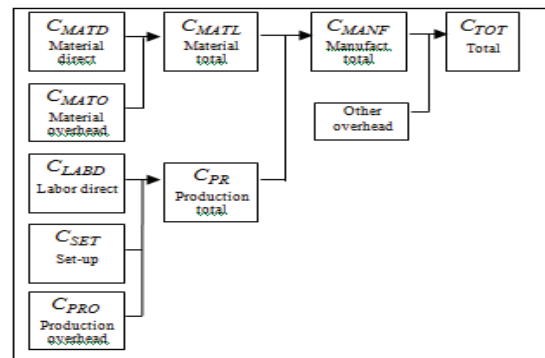 C_MATD
Material
direct
C_MATL
Material
total
C_MANF
Manufact.
total
C_TOT
Total
C_MATO
Material
overhead
Other
overhead
C_LABD
Labor direct
C_PR
Production
total
C_SET
Set-up
C_PRO
Production
overhead